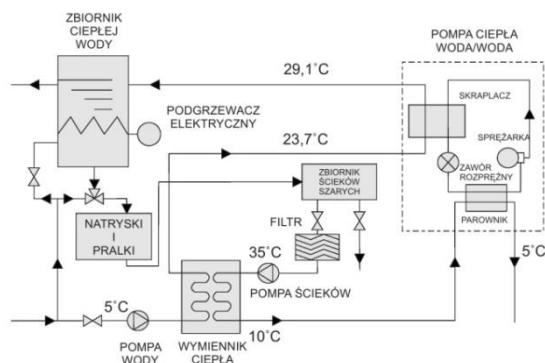 ZBIORNIK
CIEPŁEJ
WODY
POMPA CIEPŁA
WODA/WODA
29,1°C
SKRAPLACZ
PODGRZEWACZ
ELEKTRYCZNY
23,7°C
SPRĘŻARKA
ZAWÓR
ROZPRĘŻNY
ZBIORNIK
ŚCIEKÓW
SZARYCH
PAROWNIK
NATRYSKI
I
PRALKI
FILTR
35°C
5°C
POMPA ŚCIEKÓW
5°C
10°C
POMPA
WODY
WYMIENNIK
CIEPŁA